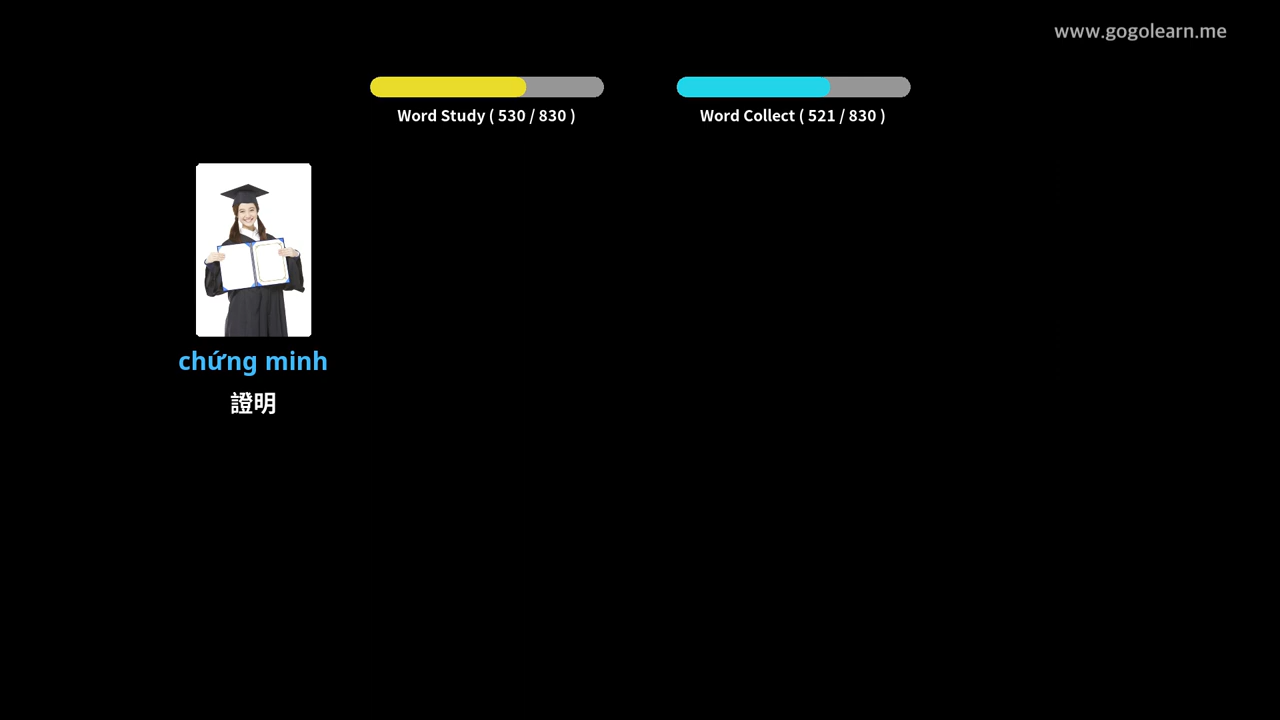 www.gogolearn.me
Word Study ( 530 / 830 )
Word Collect ( 521 / 830 )
chứng minh
證明